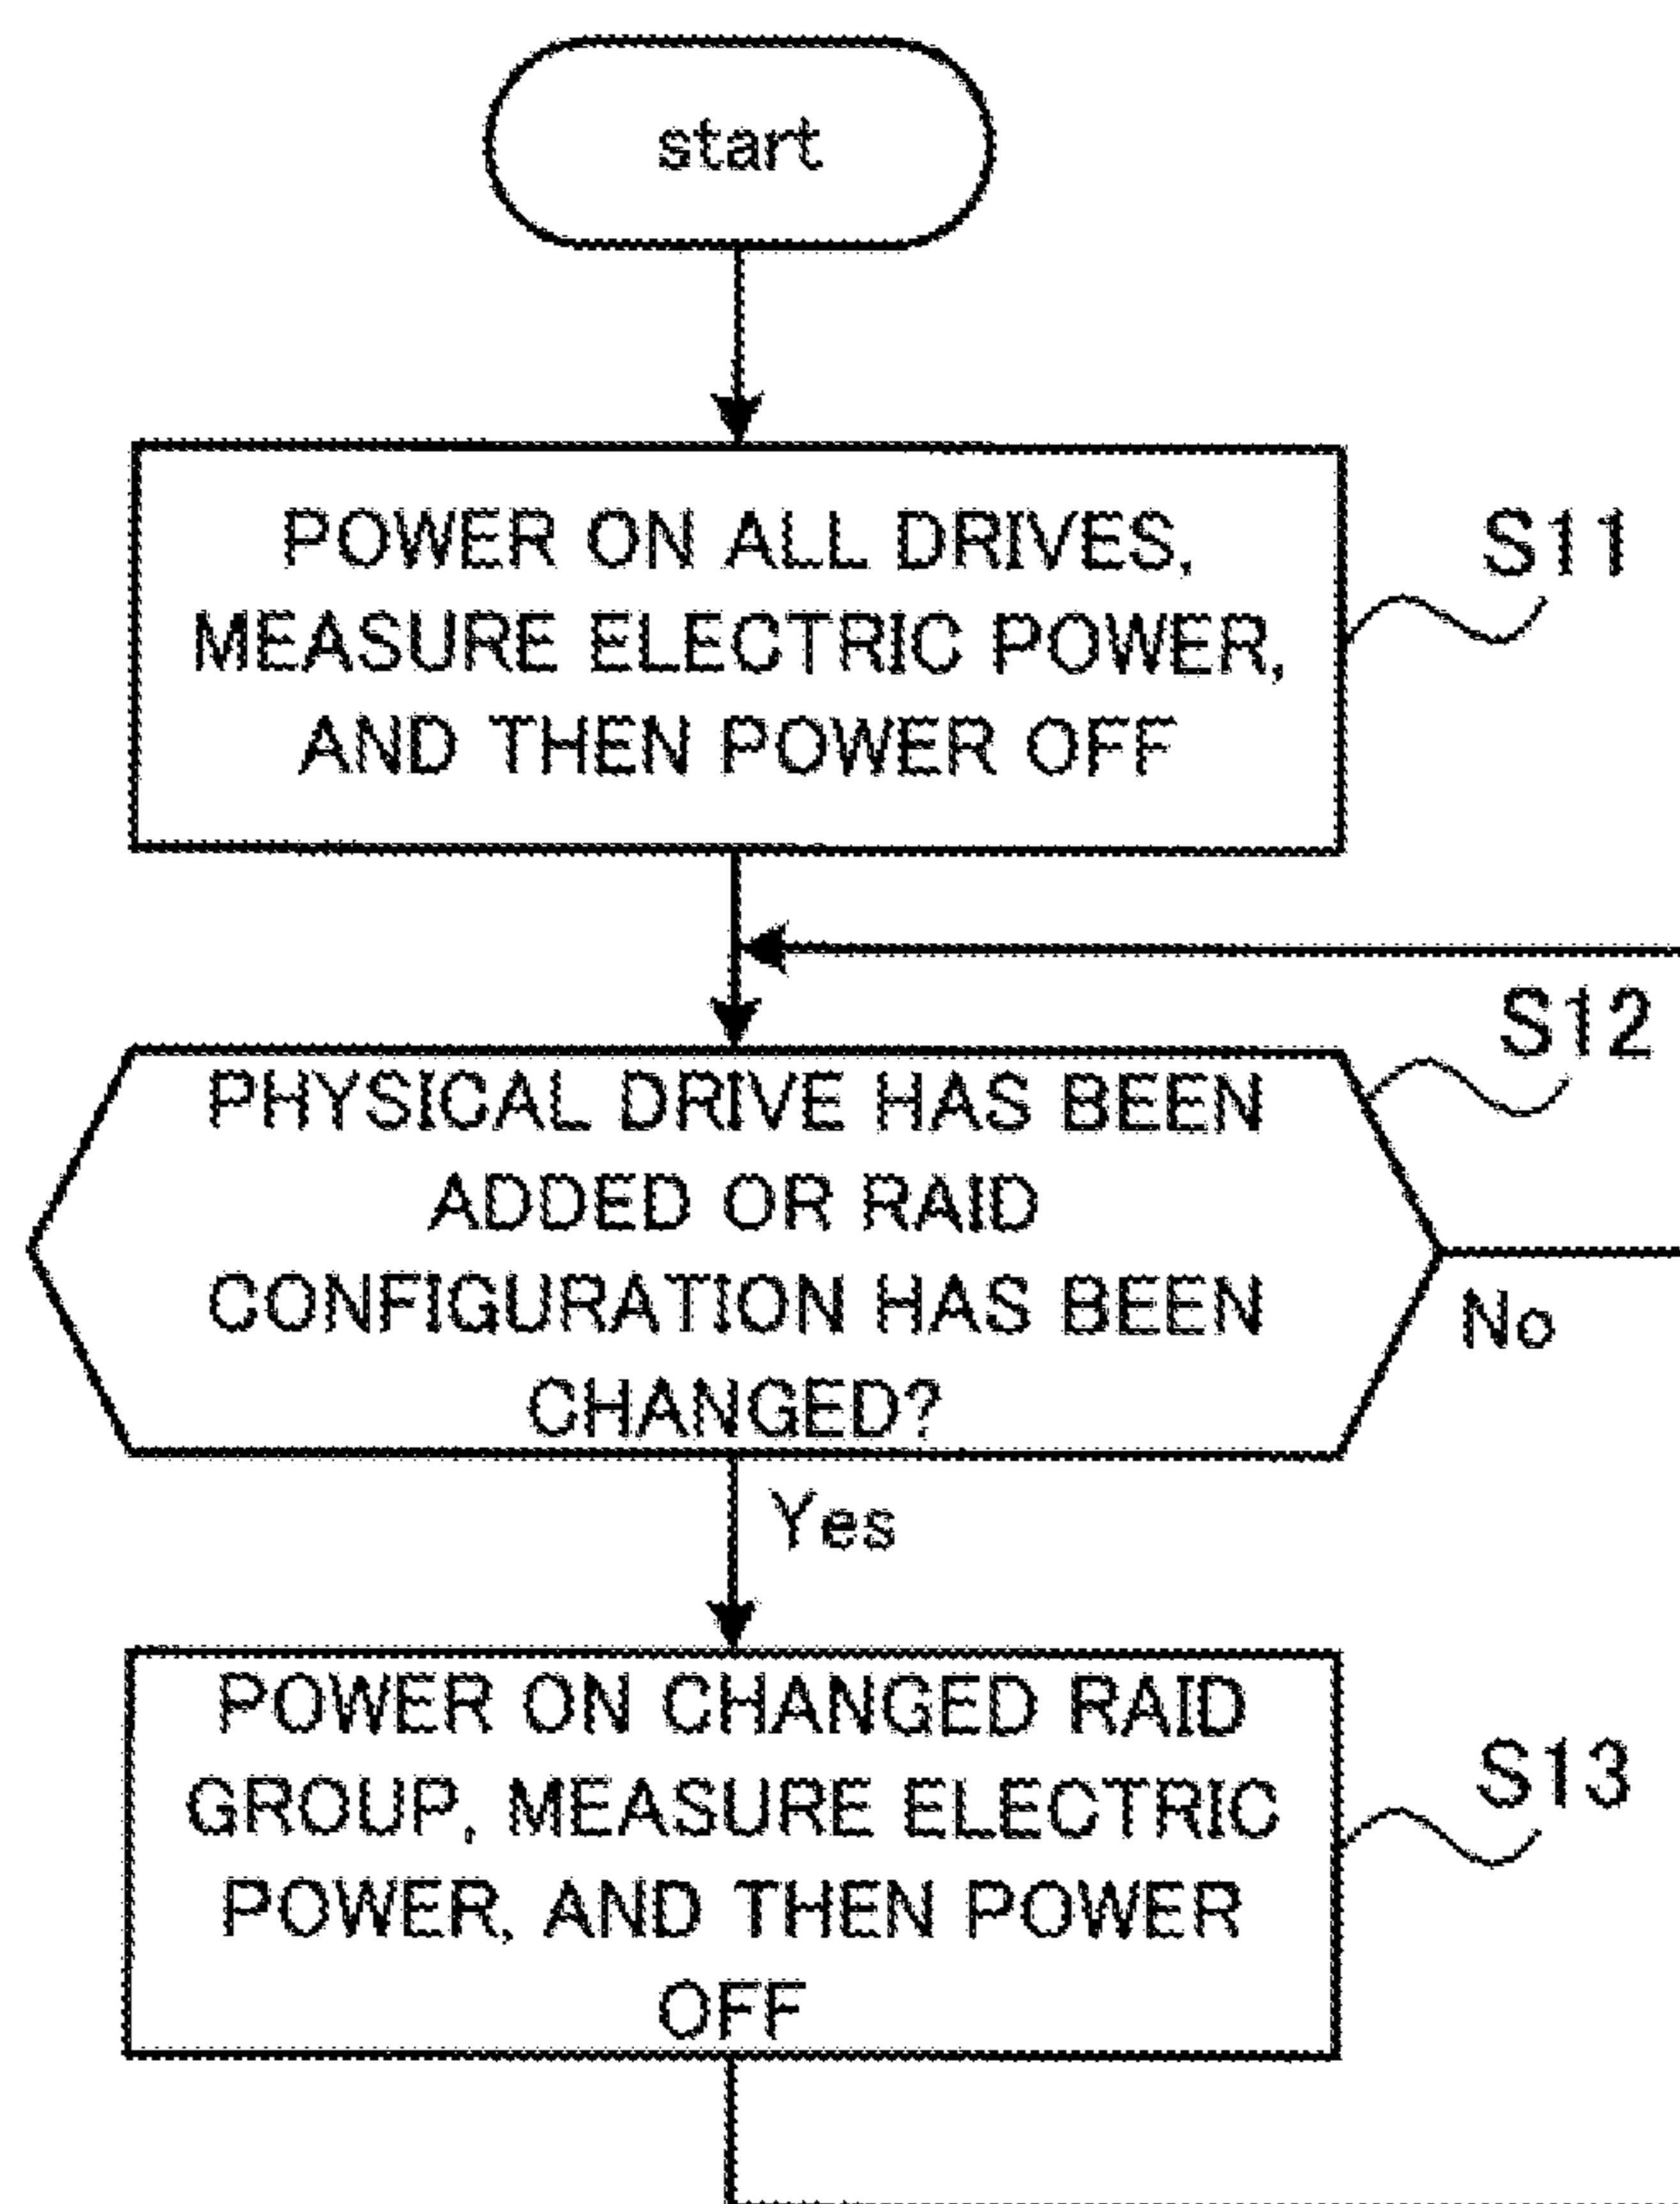 start
POWER ON ALL DRIVES,
MEASURE ELECTRIC POWER,
AND THEN POWER OFF
S11
S12
PHYSICAL DRIVE HAS BEEN
ADDED OR RAID
CONFIGURATION HAS BEEN
CHANGED?
No
Yes
POWER ON CHANGED RAID
GROUP, MEASURE ELECTRIC
POWER, AND THEN POWER
OFF
S13